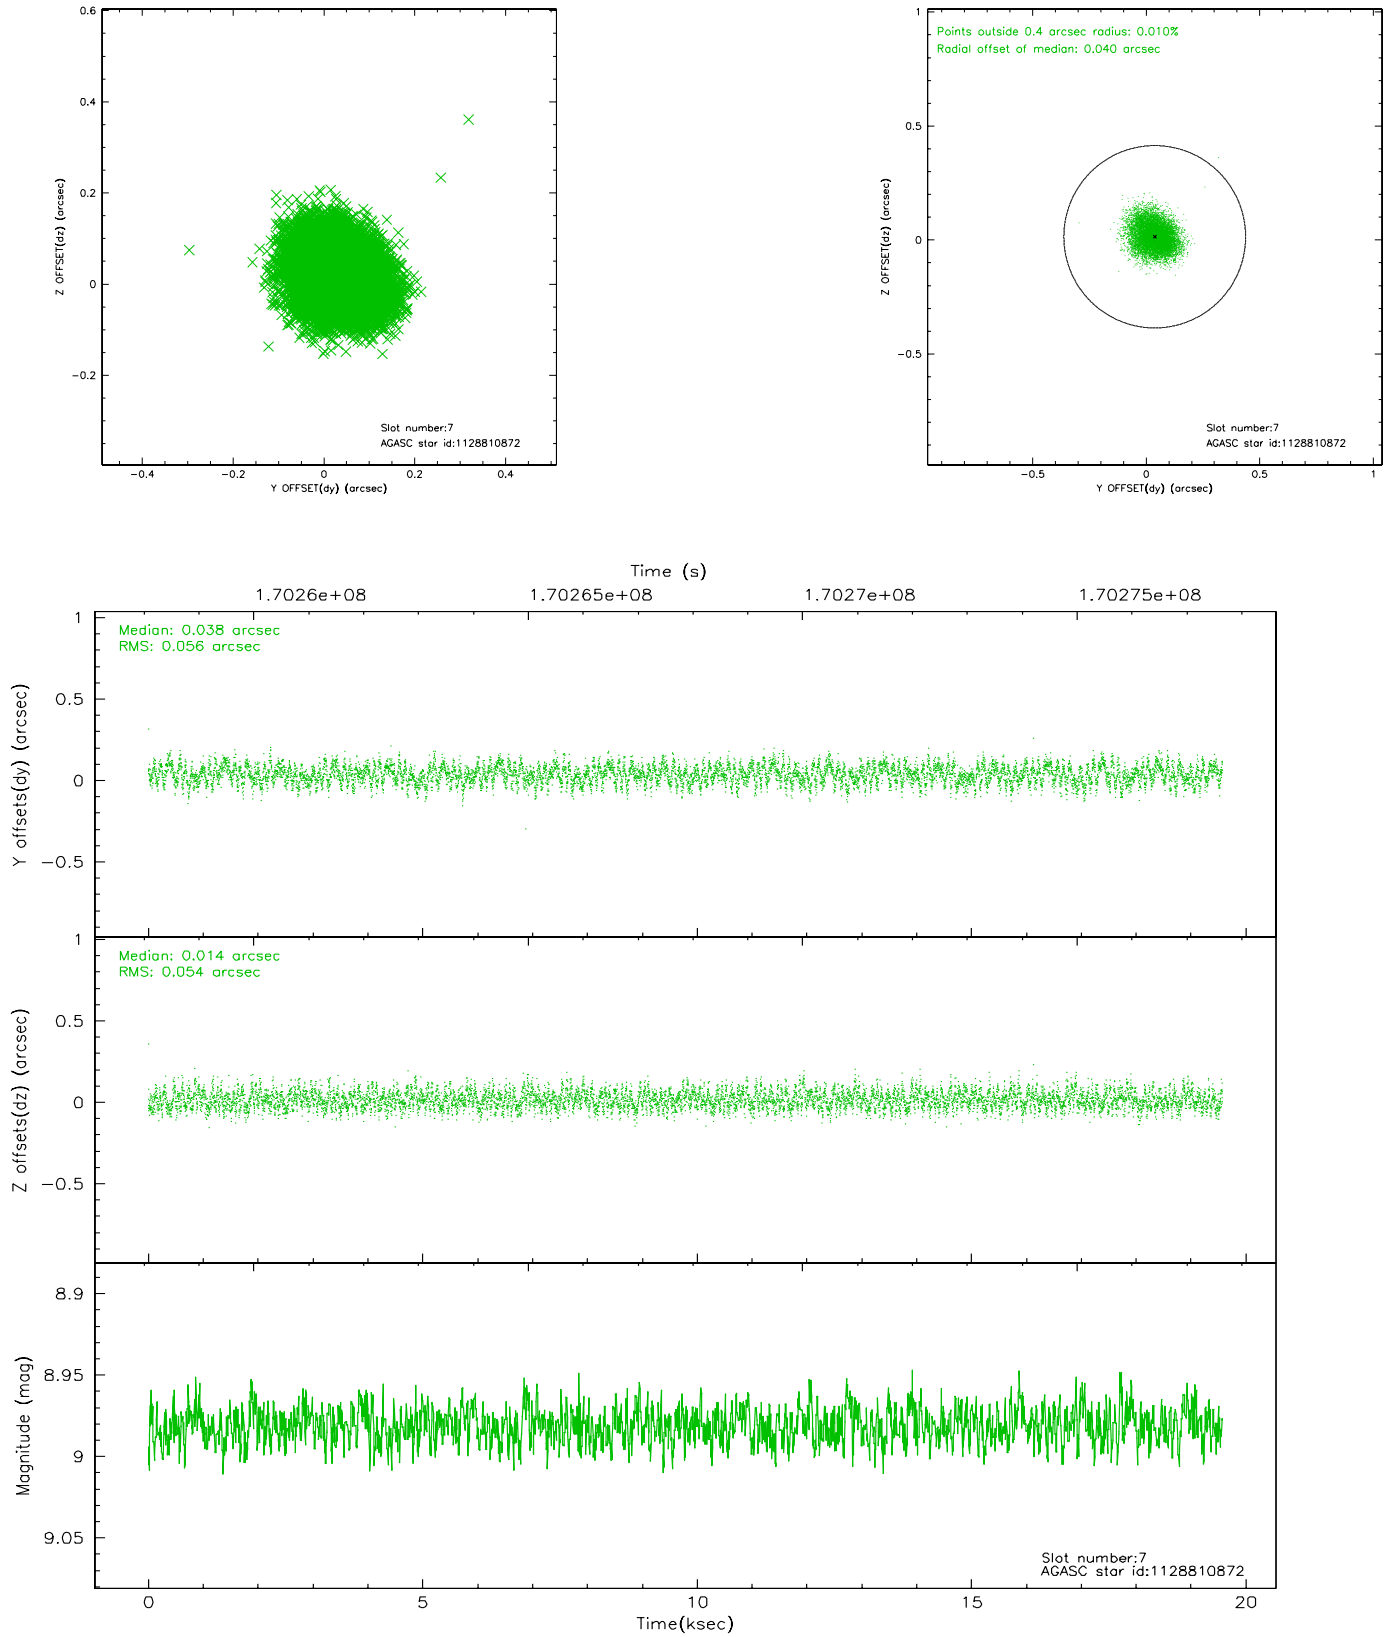 0.6
0.4
0.2
0
−0.2
−0.4
−0.2
0
0.2
0.4
Z OFFSET(dz) (arcsec)
Y OFFSET(dy) (arcsec)
Slot number:7
AGASC star id:1128810872
Points outside 0.4 arcsec radius: 0.010%
Radial offset of median: 0.040 arcsec
1
0.5
0
−0.5
−0.5
0
0.5
1
Z OFFSET(dz) (arcsec)
Y OFFSET(dy) (arcsec)
Slot number:7
AGASC star id:1128810872
Time (s)
1.7026e+08
1.70265e+08
1.7027e+08
1.70275e+08
Median: 0.038 arcsec
RMS: 0.056 arcsec
1
0.5
0
−0.5
Y offsets(dy) (arcsec)
Median: 0.014 arcsec
RMS: 0.054 arcsec
1
0.5
0
−0.5
Z offsets(dz) (arcsec)
8.9
8.95
9
9.05
Magnitude (mag)
Slot number:7
AGASC star id:1128810872
0
5
10
15
20
Time(ksec)